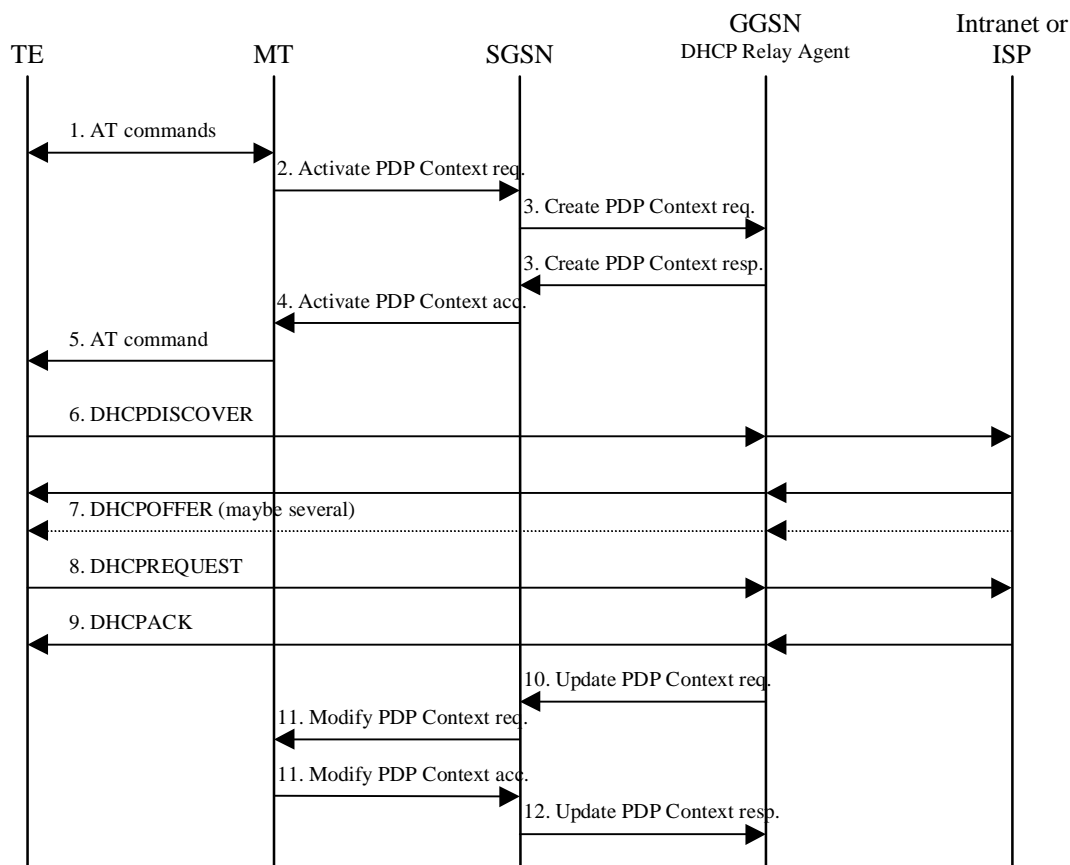 GGSN
Intranet or
TE
MT
SGSN
DHCP Relay Agent
ISP
1. AT commands
2. Activate PDP Context req.
3. Create PDP Context req.
3. Create PDP Context resp.
4. Activate PDP Context acc.
5. AT command
6. DHCPDISCOVER
7. DHCPOFFER (maybe several)
8. DHCPREQUEST
9. DHCPACK
10. Update PDP Context req.
11. Modify PDP Context req.
11. Modify PDP Context acc.
12. Update PDP Context resp.